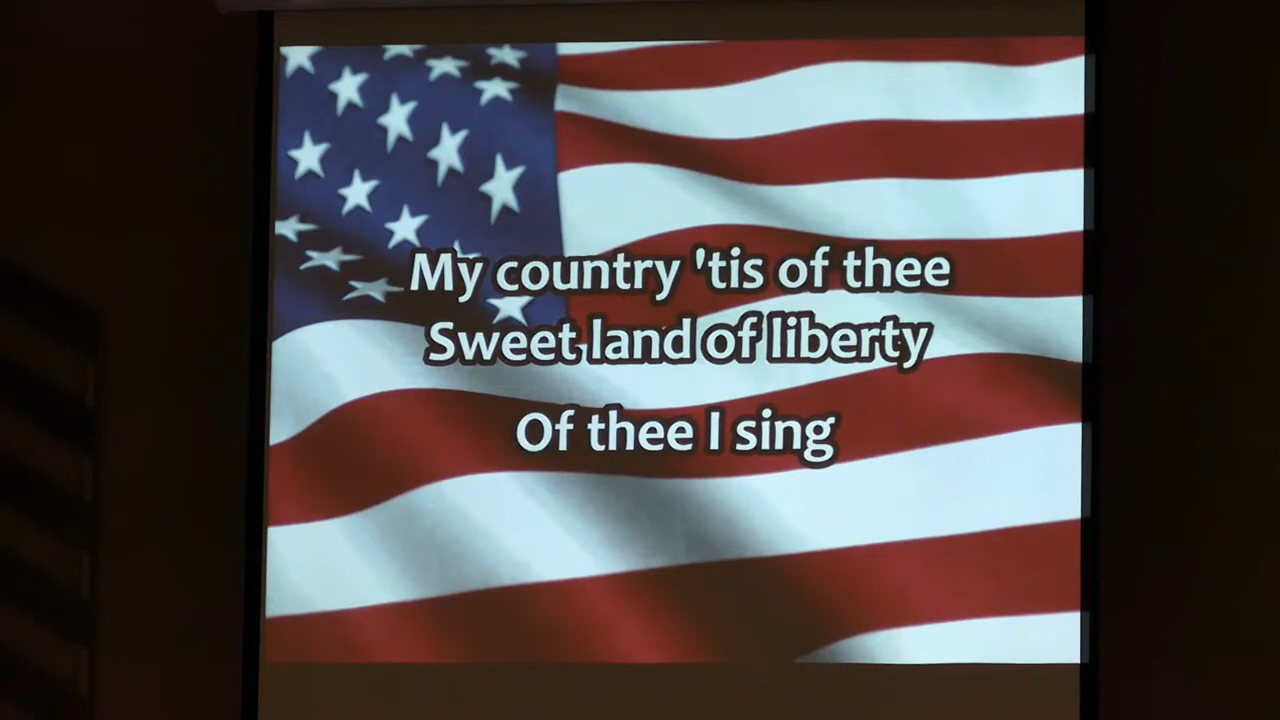 My country 'tis of thee
Sweet land of liberty
Of thee I sing